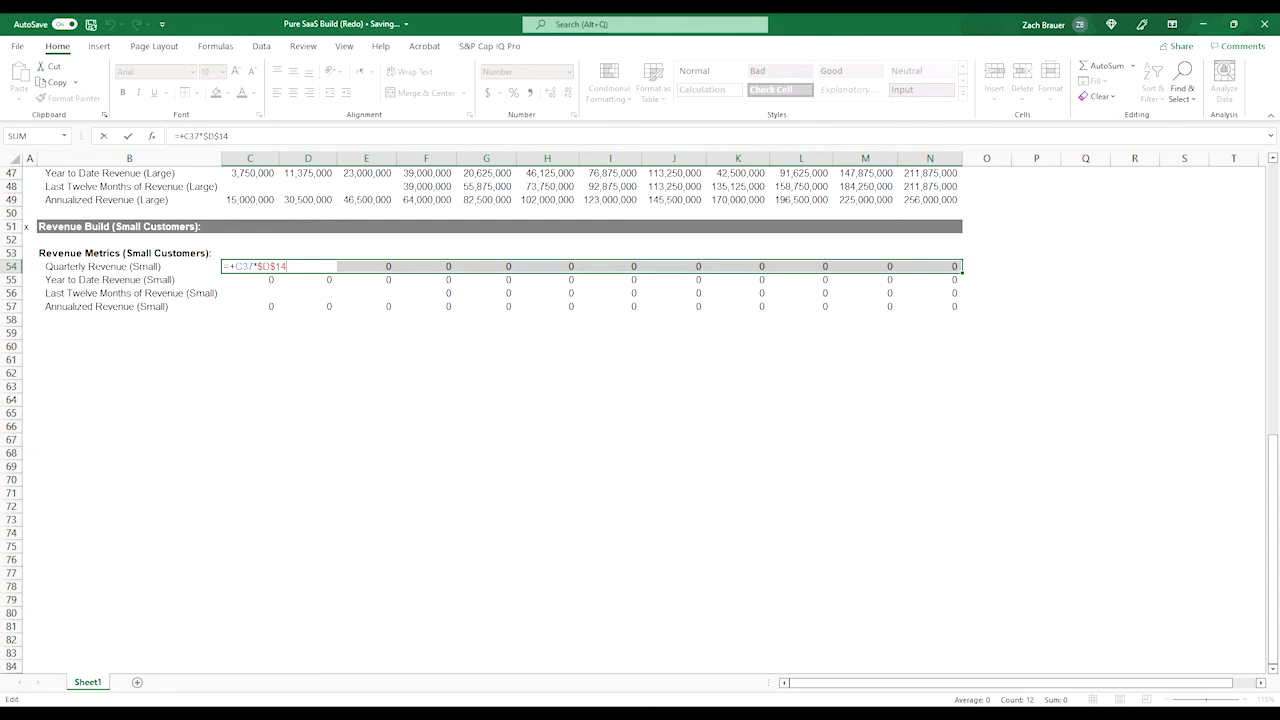 AutoSave On Pure SaaS Build (Redo) • Saving... Search (Alt+Q) Zach Brauer ZB
File Home Insert Page Layout Formulas Data Review View Help Acrobat S&P Cap IQ Pro Share Comments
Paste Cut Copy Format Painter Clipboard
Arial 10 B I U Font
Wrap Text Merge & Center Alignment
Number $ % Number
Conditional Formatting Format as Table Normal Bad Good Neutral Calculation Check Cell Explanatory ... Input Styles
Insert Delete Format Cells
AutoSum Fill Clear Sort & Filter Find & Select Editing
Analyze Data Analysis
SUM fx =+C37*$D$14
A B C D E F G H I J K L M N O P Q R S T
47 Year to Date Revenue (Large) 3,750,000 11,375,000 23,000,000 39,000,000 20,625,000 46,125,000 76,875,000 113,250,000 42,500,000 91,625,000 147,875,000 211,875,000
48 Last Twelve Months of Revenue (Large) 39,000,000 55,875,000 73,750,000 92,875,000 113,250,000 135,125,000 158,750,000 184,250,000 211,875,000
49 Annualized Revenue (Large) 15,000,000 30,500,000 46,500,000 64,000,000 82,500,000 102,000,000 123,000,000 145,500,000 170,000,000 196,500,000 225,000,000 256,000,000
50
51 x Revenue Build (Small Customers):
52
53 Revenue Metrics (Small Customers):
54 Quarterly Revenue (Small) =+C37*$D$14 0 0 0 0 0 0 0 0 0 0
55 Year to Date Revenue (Small) 0 0 0 0 0 0 0 0 0 0 0 0
56 Last Twelve Months of Revenue (Small) 0 0 0 0 0 0 0 0 0
57 Annualized Revenue (Small) 0 0 0 0 0 0 0 0 0 0 0 0
58
59
60
61
62
63
64
65
66
67
68
69
70
71
72
73
74
75
76
77
78
79
80
81
82
83
84
Sheet1
Edit Average: 0 Count: 12 Sum: 0 115%